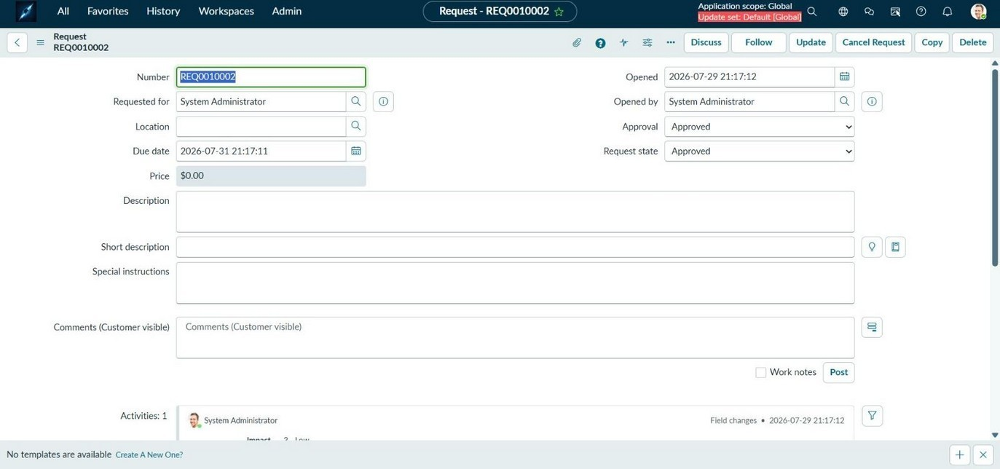 All Favorites History Workspaces Admin
Request - REQ0010002
Application scope: Global
Update set: Default [Global]
Request
REQ0010002
Discuss Follow Update Cancel Request Copy Delete
Number REQ0010002 Opened 2026-07-29 21:17:12
Requested for System Administrator Opened by System Administrator
Location Approval Approved
Due date 2026-07-31 21:17:11 Request state Approved
Price $0.00
Description
Short description
Special instructions
Comments (Customer visible) Comments (Customer visible)
Work notes Post
Activities: 1 System Administrator Field changes • 2026-07-29 21:17:12
Impact 3 - Low
No templates are available Create A New One?